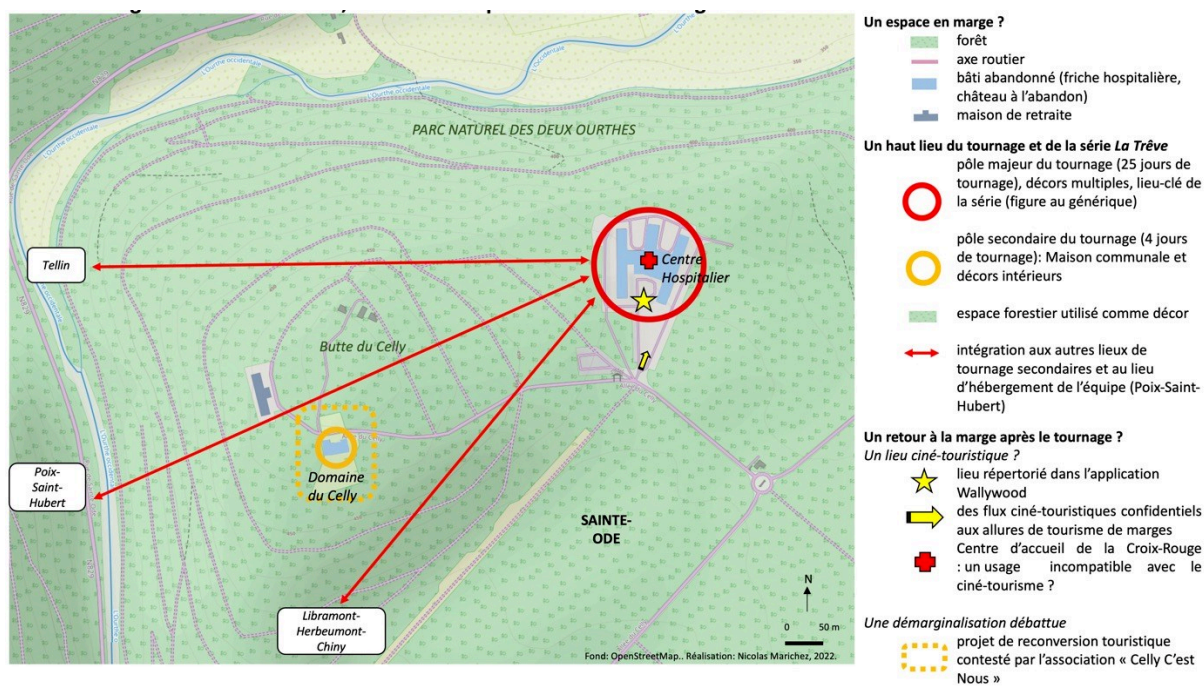 L'Ourthe occidentale
L'Ourthe occidentale
L'Occidentale
PARC NATUREL DES DEUX OURTHES
Tellin
Centre
Hospitalier
Butte du Celly
Poix-
Saint-
Hubert
Domaine
du Celly
SAINTE-
ODE
Libramont-
Herbeumont-
Chiny
N
0 50 m
Fond: OpenStreetMap.. Réalisation: Nicolas Marichez, 2022.
Un espace en marge ?
forêt
axe routier
bâti abandonné (friche hospitalière,
château à l'abandon)
maison de retraite
Un haut lieu du tournage et de la série La Trêve
pôle majeur du tournage (25 jours de
tournage), décors multiples, lieu-clé de
la série (figure au générique)
pôle secondaire du tournage (4 jours
de tournage): Maison communale et
décors intérieurs
espace forestier utilisé comme décor
intégration aux autres lieux de
tournage secondaires et au lieu
d'hébergement de l'équipe (Poix-Saint-
Hubert)
Un retour à la marge après le tournage ?
Un lieu ciné-touristique ?
lieu répertorié dans l'application
Wallywood
des flux ciné-touristiques confidentiels
aux allures de tourisme de marges
Centre d'accueil de la Croix-Rouge
: un usage incompatible avec le
ciné-tourisme ?
Une démarginalisation débattue
projet de reconversion touristique
contesté par l'association « Celly C'est
Nous »